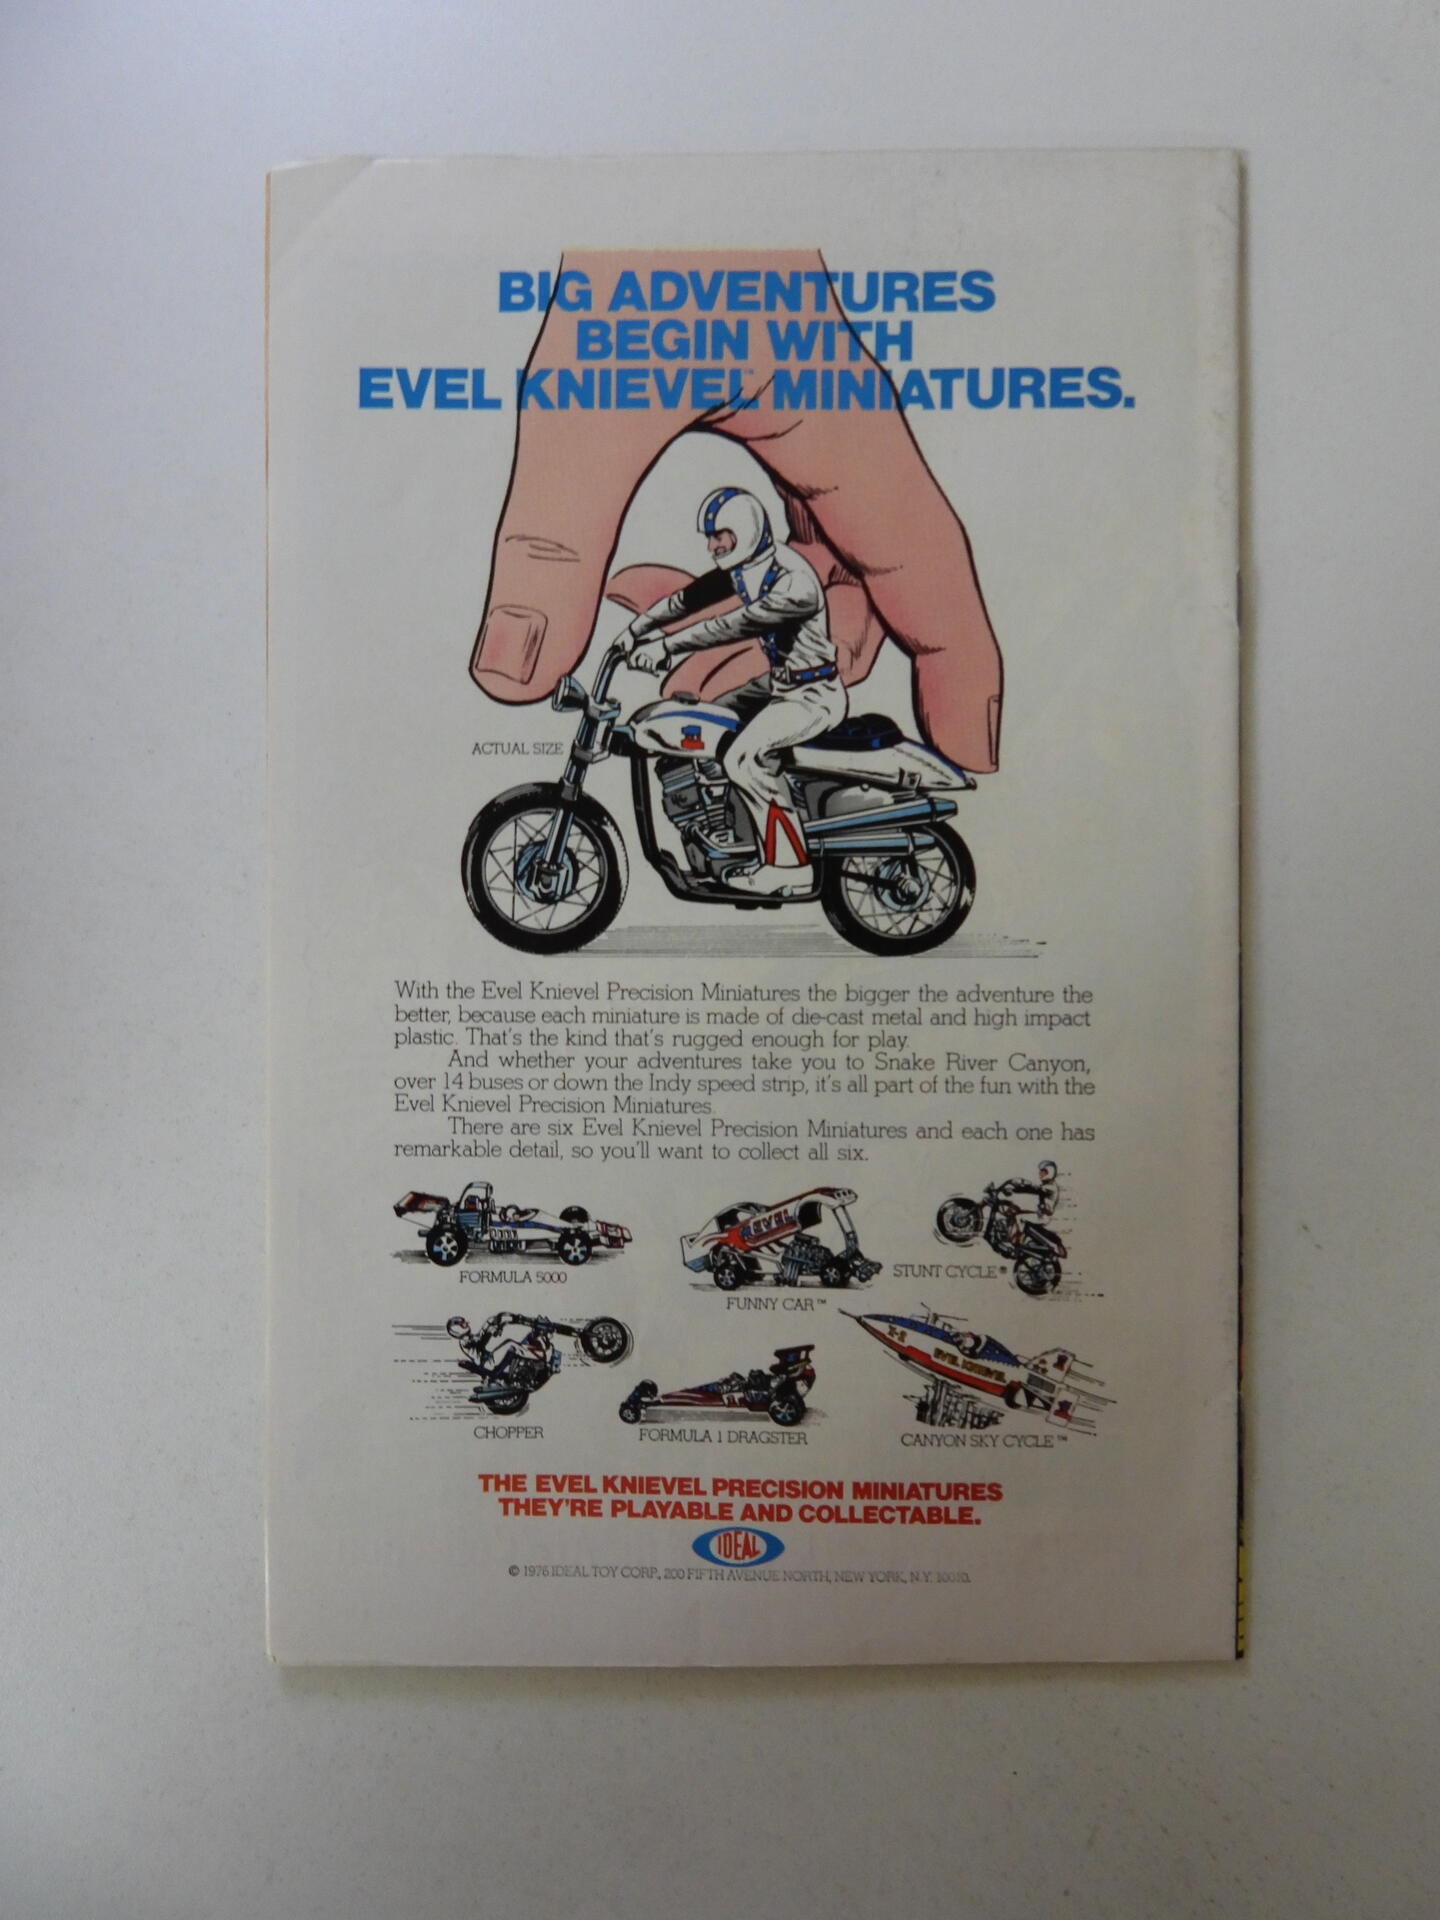 BIG ADVENTURES
BEGIN WITH
EVEL KNIEVEL™ MINIATURES.
ACTUAL SIZE
1
With the Evel Knievel Precision Miniatures the bigger the adventure the
better, because each miniature is made of die-cast metal and high impact
plastic. That's the kind that's rugged enough for play.
And whether your adventures take you to Snake River Canyon,
over 14 buses or down the Indy speed strip, it's all part of the fun with the
Evel Knievel Precision Miniatures.
There are six Evel Knievel Precision Miniatures and each one has
remarkable detail, so you'll want to collect all six.
FORMULA 5000
EVEL
FUNNY CAR™
STUNT CYCLE®
CHOPPER
FORMULA 1 DRAGSTER
X-2
EVEL KNIEVEL
CANYON SKY CYCLE™
THE EVEL KNIEVEL PRECISION MINIATURES
THEY'RE PLAYABLE AND COLLECTABLE.
IDEAL
© 1976 IDEAL TOY CORP., 200 FIFTH AVENUE NORTH, NEW YORK, N.Y. 10010.